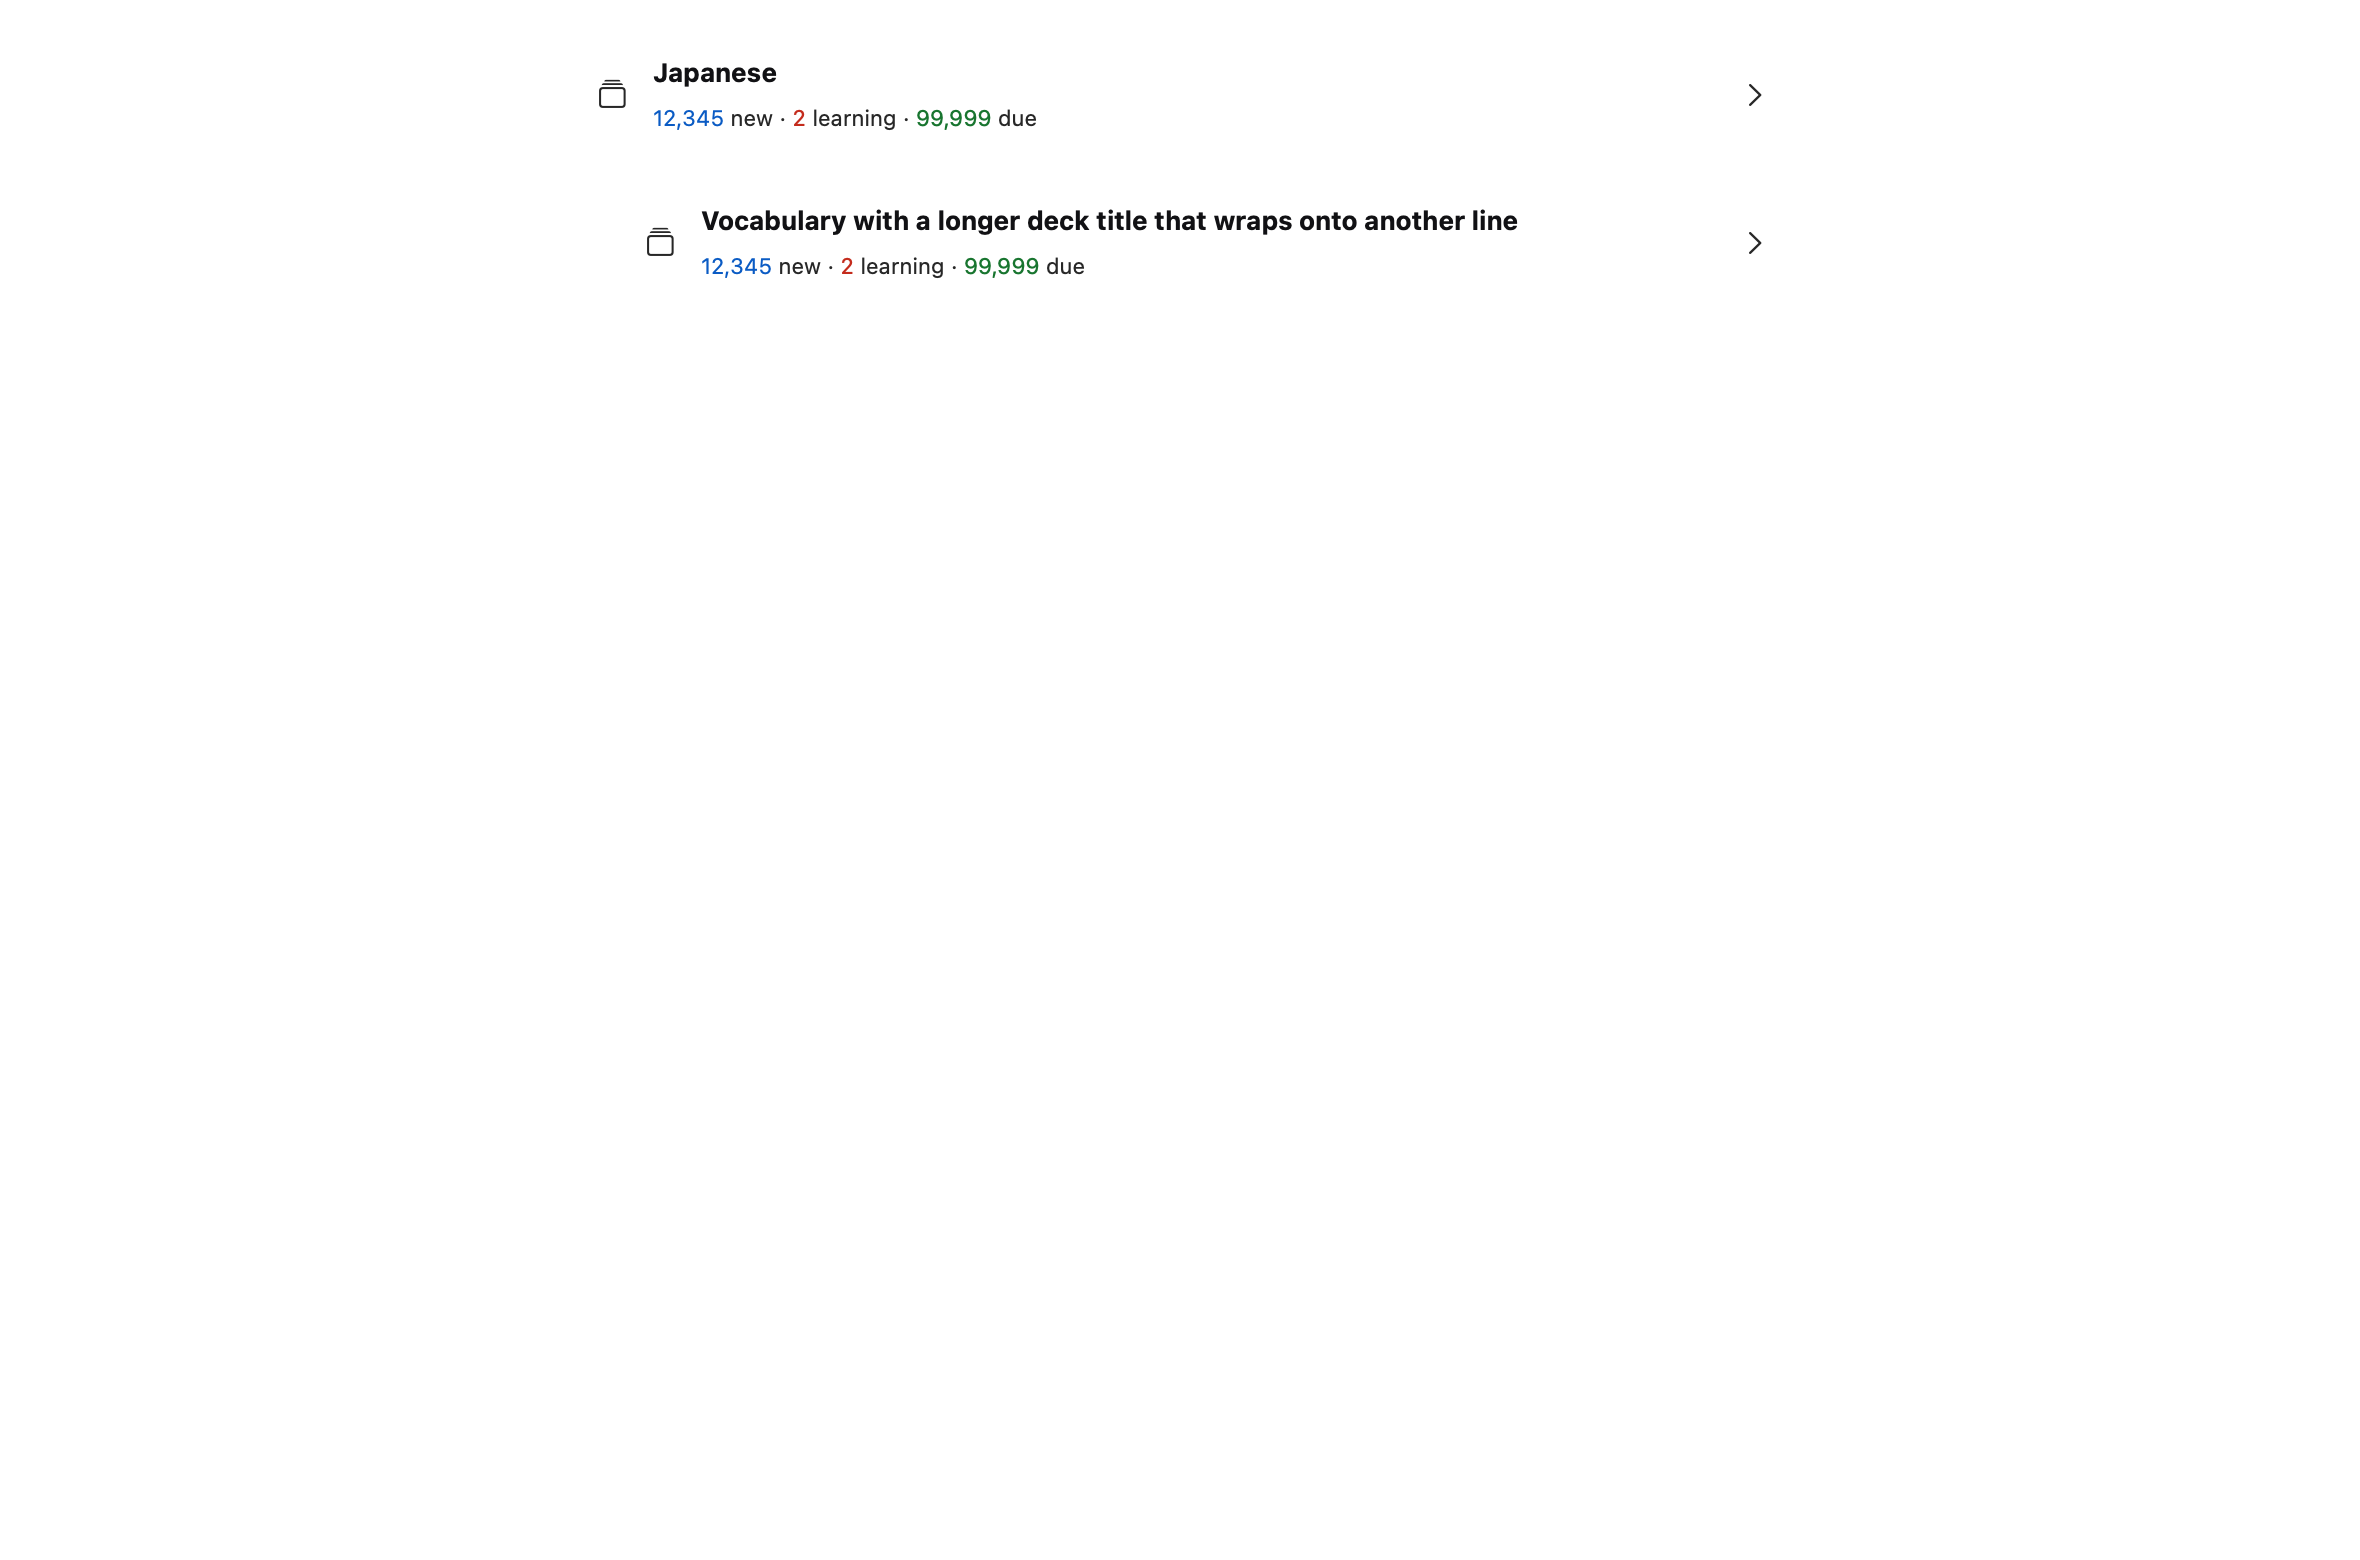 Japanese
12,345 new · 2 learning · 99,999 due
Vocabulary with a longer deck title that wraps onto another line
12,345 new · 2 learning · 99,999 due